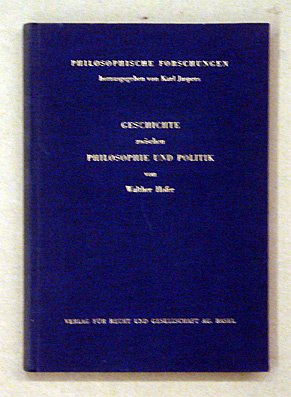 PHILOSOPHISCHE FORSCHUNGEN
herausgegeben von Karl Jaspers
GESCHICHTE
zwischen
PHILOSOPHIE UND POLITIK
von
Walther Hofer
VERLAG FÜR RECHT UND GESELLSCHAFT AG. BASEL